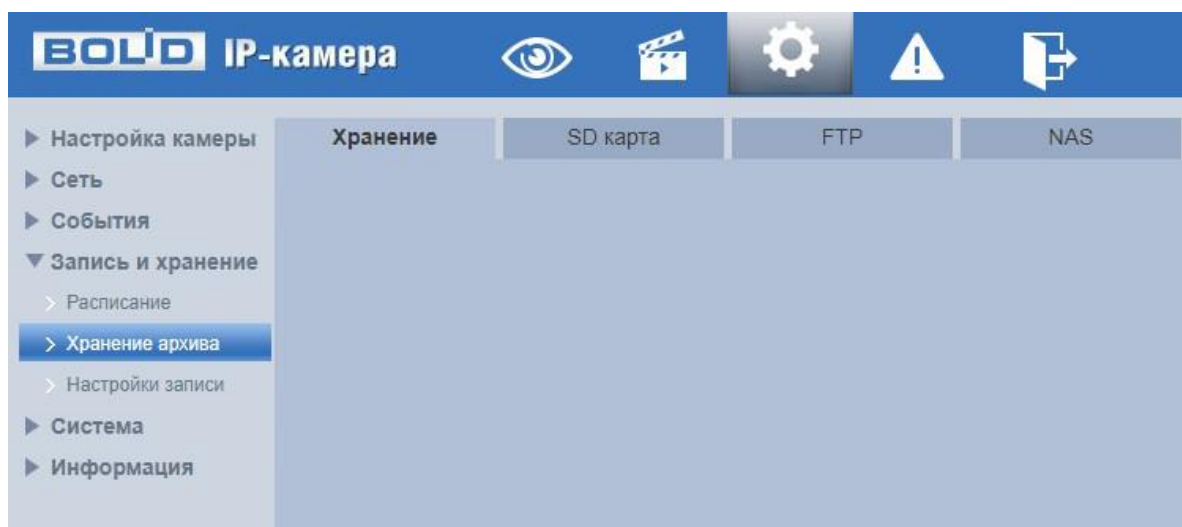 BOLID IP-камера
Настройка камеры
Сеть
События
Запись и хранение
Расписание
Хранение архива
Настройки записи
Система
Информация
Хранение SD карта FTP NAS